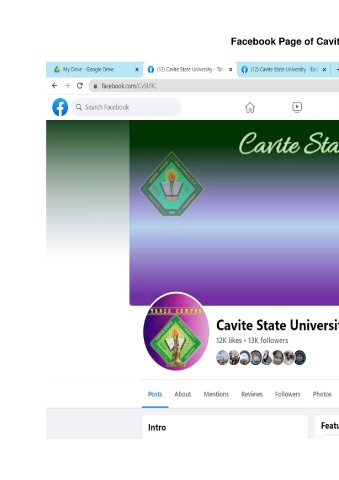 Facebook Page of Cavit
My Drive - Google Drive x (12) Cavite State University - Tanz x (12) Cavite State University - Ext x
facebook.com/CvSUTC
Search Facebook
Cavite Sta
TANZA CAMPUS
Cavite State Universi
12K likes • 13K followers
Posts About Mentions Reviews Followers Photos
Intro
Featu